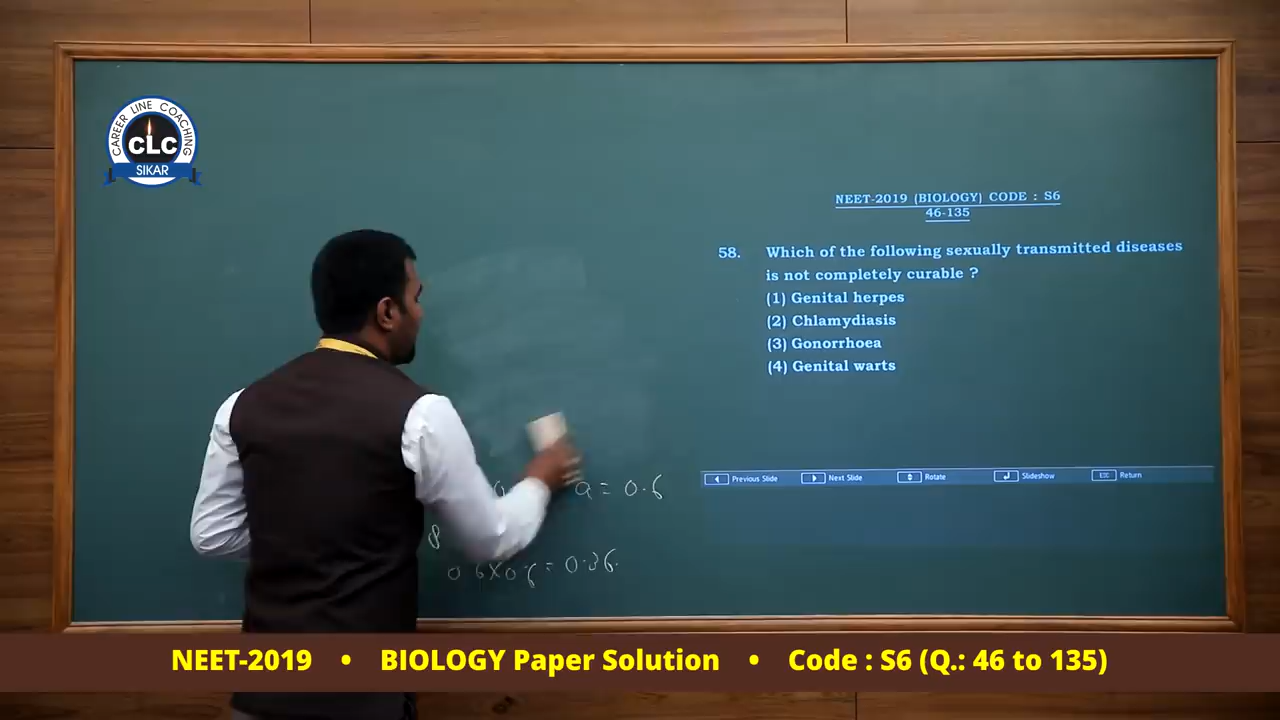 CAREER LINE COACHING
CLC
SIKAR
NEET-2019 (BIOLOGY) CODE : S6
46-135
58. Which of the following sexually transmitted diseases
is not completely curable ?
(1) Genital herpes
(2) Chlamydiasis
(3) Gonorrhoea
(4) Genital warts
Previous Slide Next Slide Rotate Slideshow ESC Return
a = 0.6
8
0.6×0.6 = 0.36
NEET-2019 • BIOLOGY Paper Solution • Code : S6 (Q.: 46 to 135)